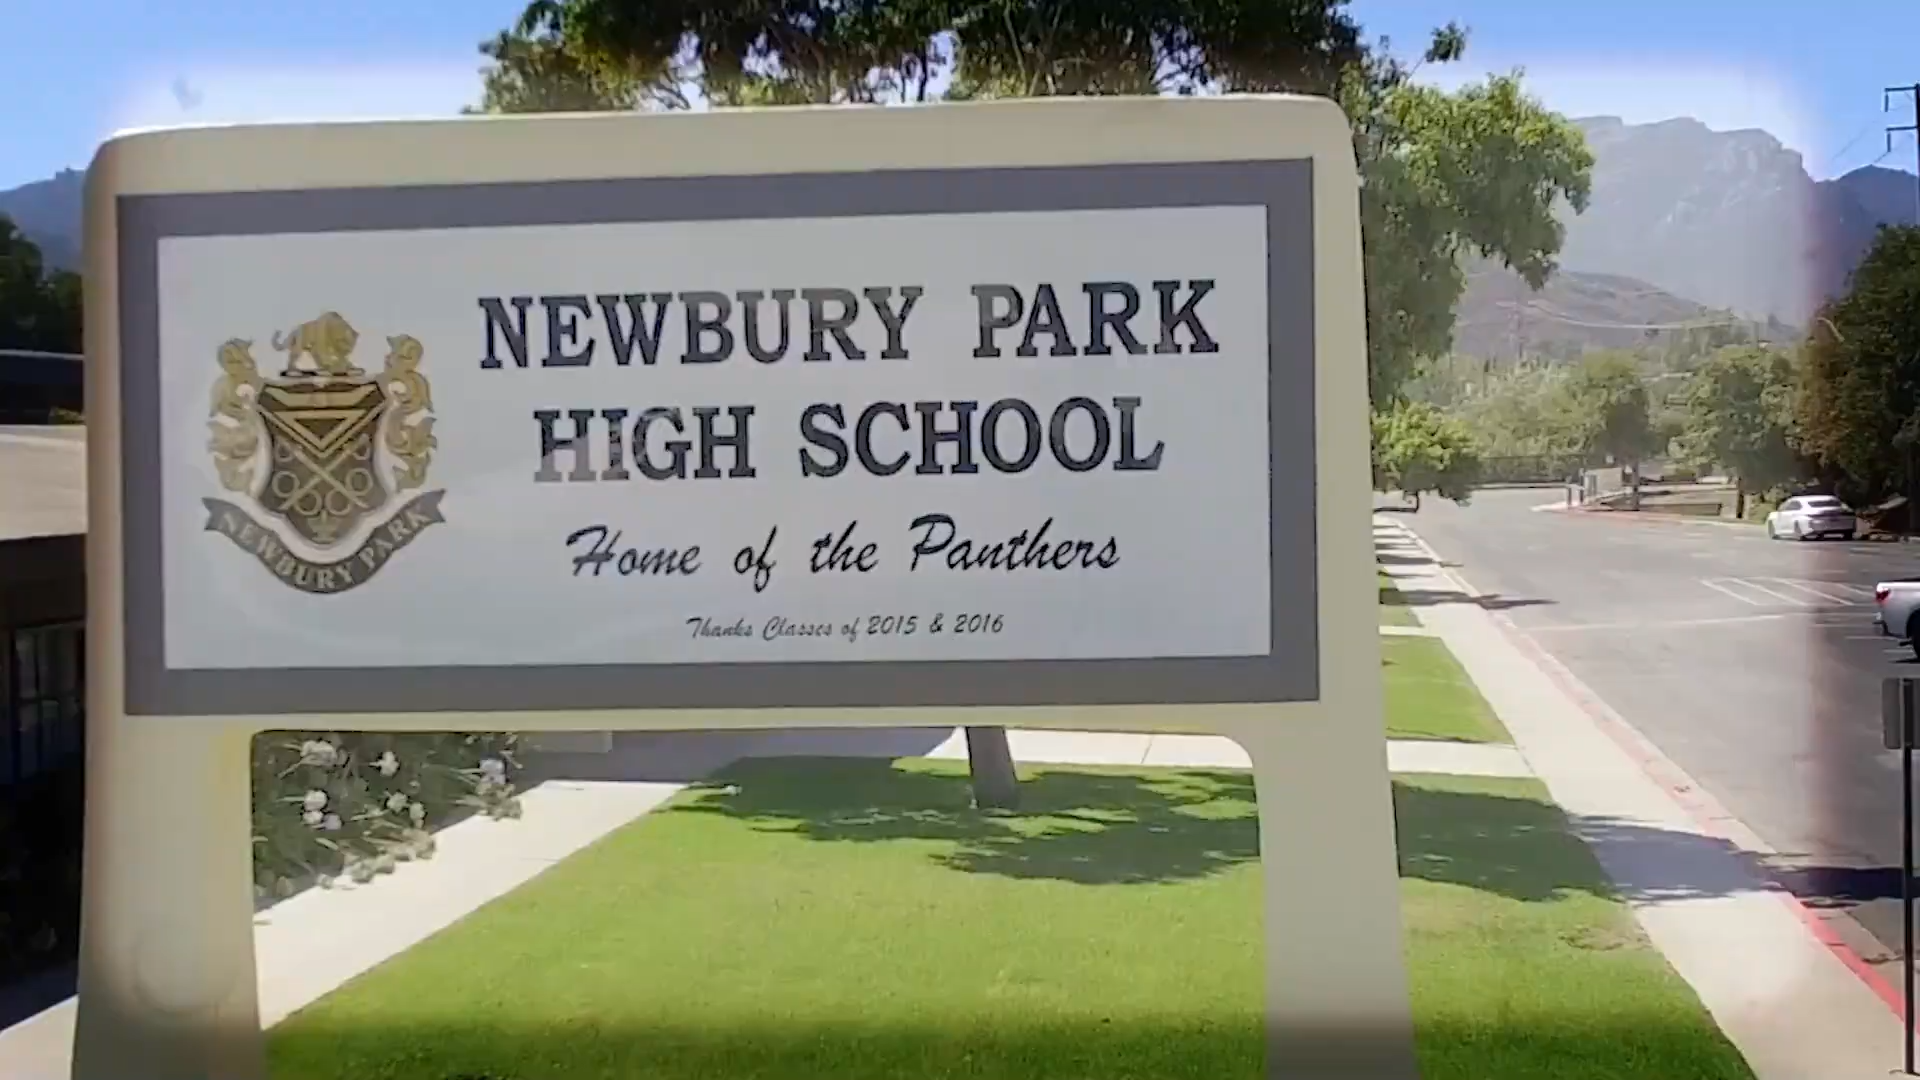 NEWBURY PARK
HIGH SCHOOL
Home of the Panthers
Thanks Classes of 2015 & 2016
NEWBURY PARK